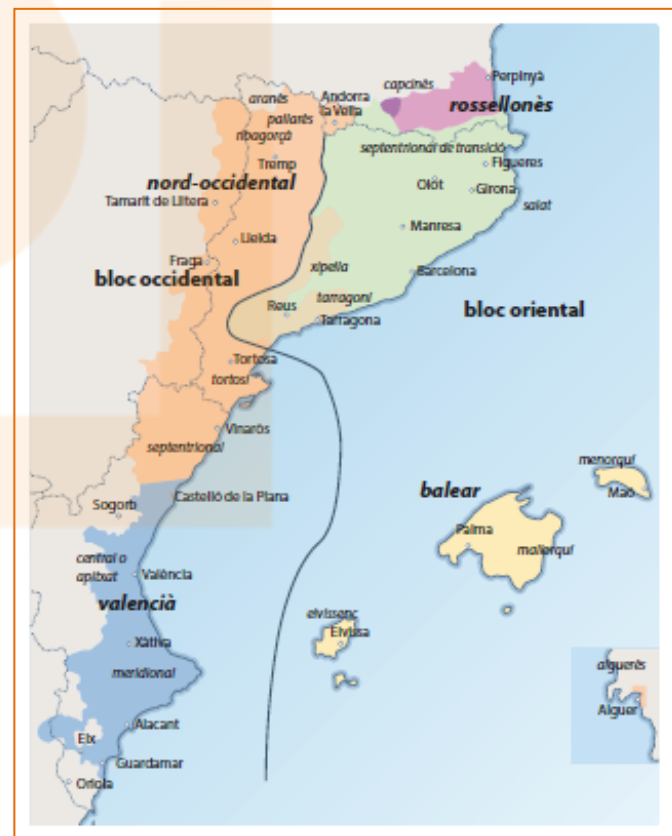 capcinès
Perpinyà
rossellonès
aranès
Andorra
la Vella
pallarès
ribagorçà
Tremp
septentrional de transició
Figueres
Olot
Girona
nord-occidental
Tamarit de Llitera
salat
Manresa
Lleida
Fraga
xipella
Barcelona
bloc occidental
bloc oriental
tarragoní
Reus
Tarragona
Tortosa
tortosí
Vinaròs
septentrional
menorquí
Maó
Castelló de la Plana
balear
Sogorb
Palma
mallorquí
central o
apitxat
València
valencià
eivissenc
Eivissa
Xàtiva
meridional
alguerès
Alguer
Alacant
Elx
Guardamar
Oriola